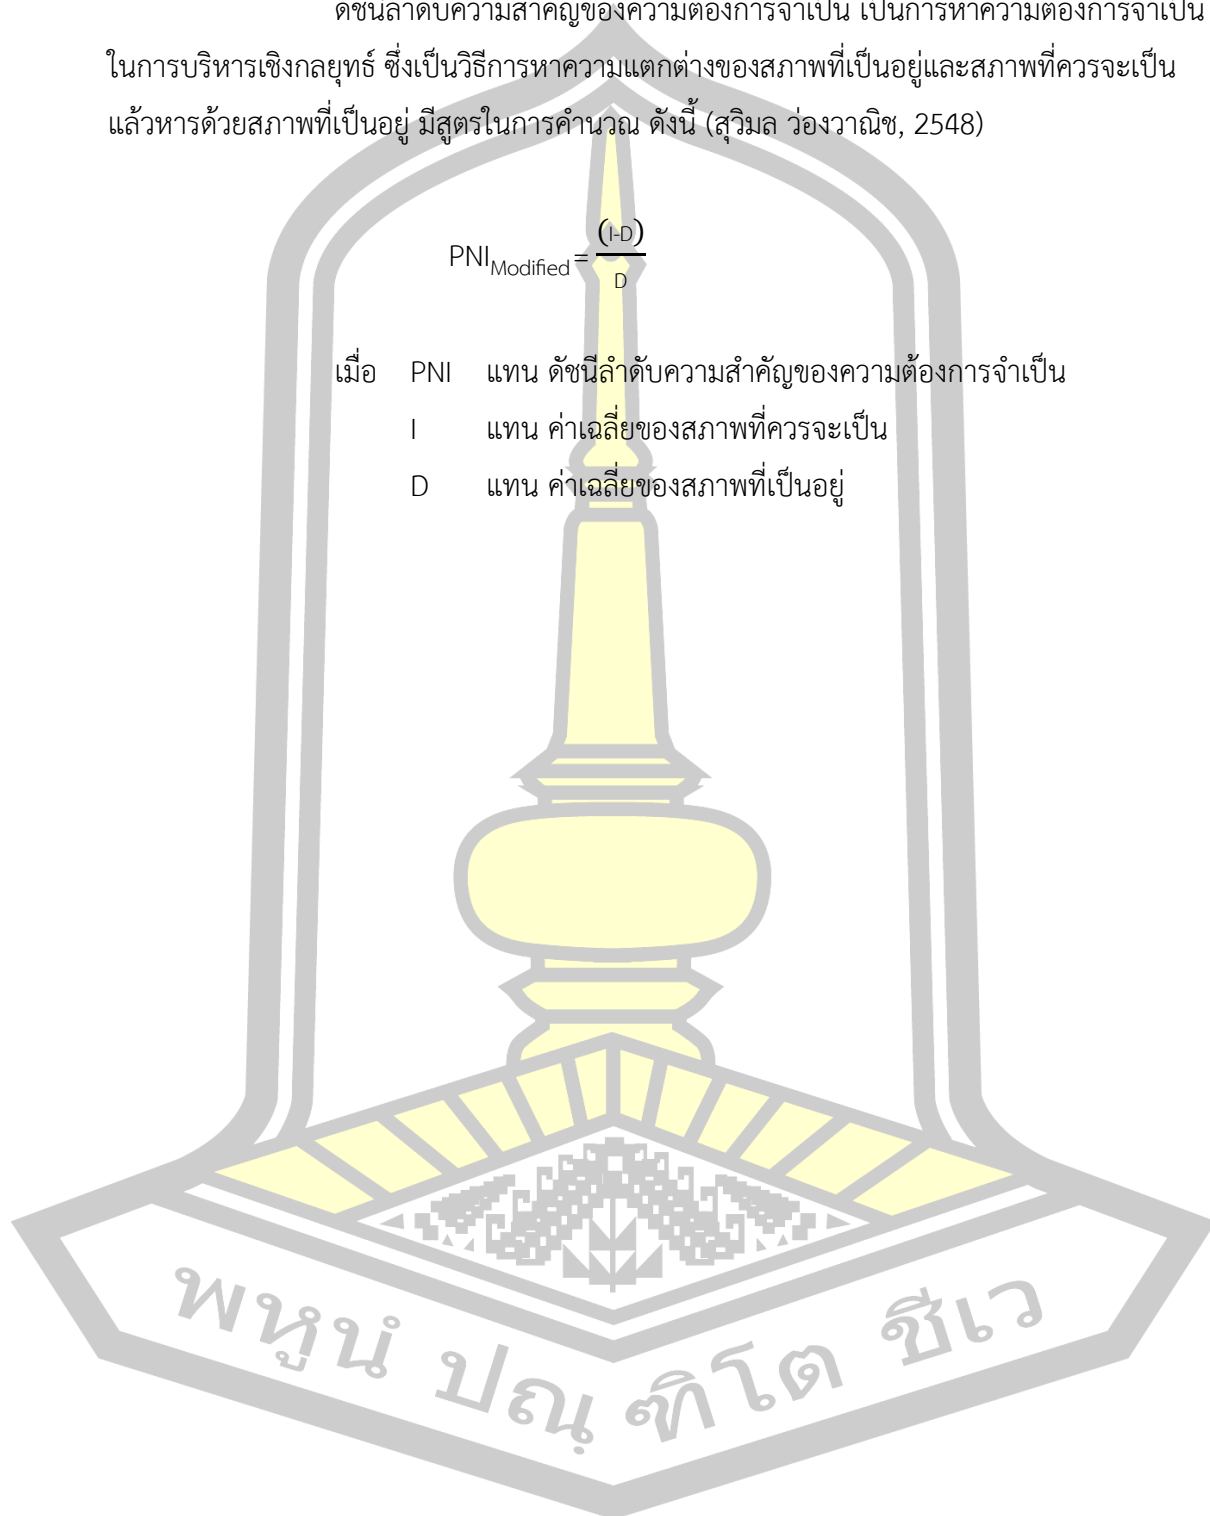 ดัชนีลำดับความสำคัญของความต้องการจำเป็น เป็นการหาความต้องการจำเป็น
ในการบริหารเชิงกลยุทธ์ ซึ่งเป็นวิธีการหาความแตกต่างของสภาพที่เป็นอยู่และสภาพที่ควรจะเป็น
แล้วหารด้วยสภาพที่เป็นอยู่ มีสูตรในการคำนวณ ดังนี้ (สุวิมล ว่องวาณิช, 2548)
PNI Modified = (I-D)
D
เมื่อ PNI แทน ดัชนีลำดับความสำคัญของความต้องการจำเป็น
I แทน ค่าเฉลี่ยของสภาพที่ควรจะเป็น
D แทน ค่าเฉลี่ยของสภาพที่เป็นอยู่
พหูนํ ปณฺฑิโต ชีเว